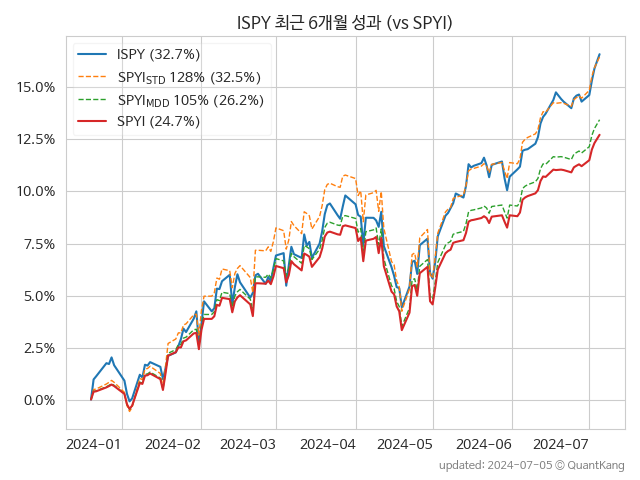 ISPY 최근 6개월 성과 (vs SPYI)
ISPY (32.7%)
SPYI_STD 128% (32.5%)
SPYI_MDD 105% (26.2%)
SPYI (24.7%)
15.0%
12.5%
10.0%
7.5%
5.0%
2.5%
0.0%
2024-01 2024-02 2024-03 2024-04 2024-05 2024-06 2024-07
updated: 2024-07-05 © QuantKang